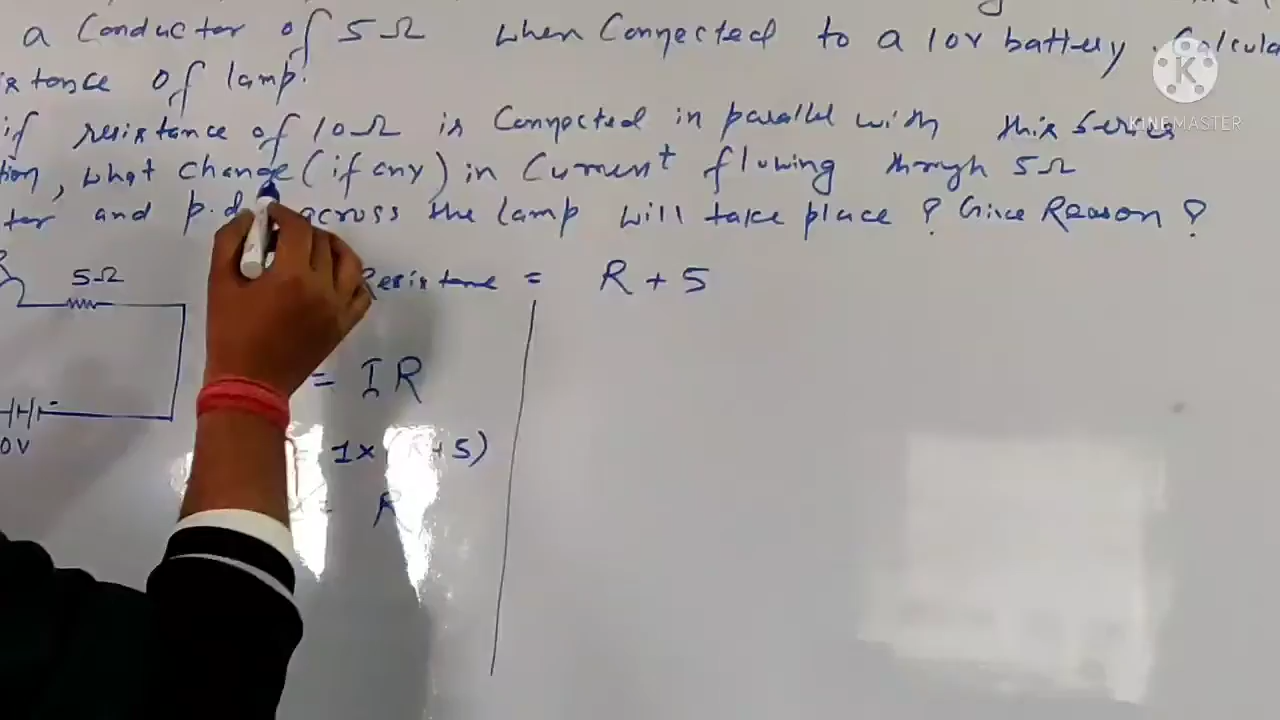 a Conductor of 5Ω when Connected to a 10V battery. Calcula
istance of lamp.
if resistance of 10Ω is Connected in parallel with this Series
tion, what change (if any) in Current flowing through 5Ω
tor and p.d across the lamp will take place ? Give Reason ?
R 5Ω Resistance = R + 5
= IR
1x (R+5)
= R
0V
K
KINEMASTER